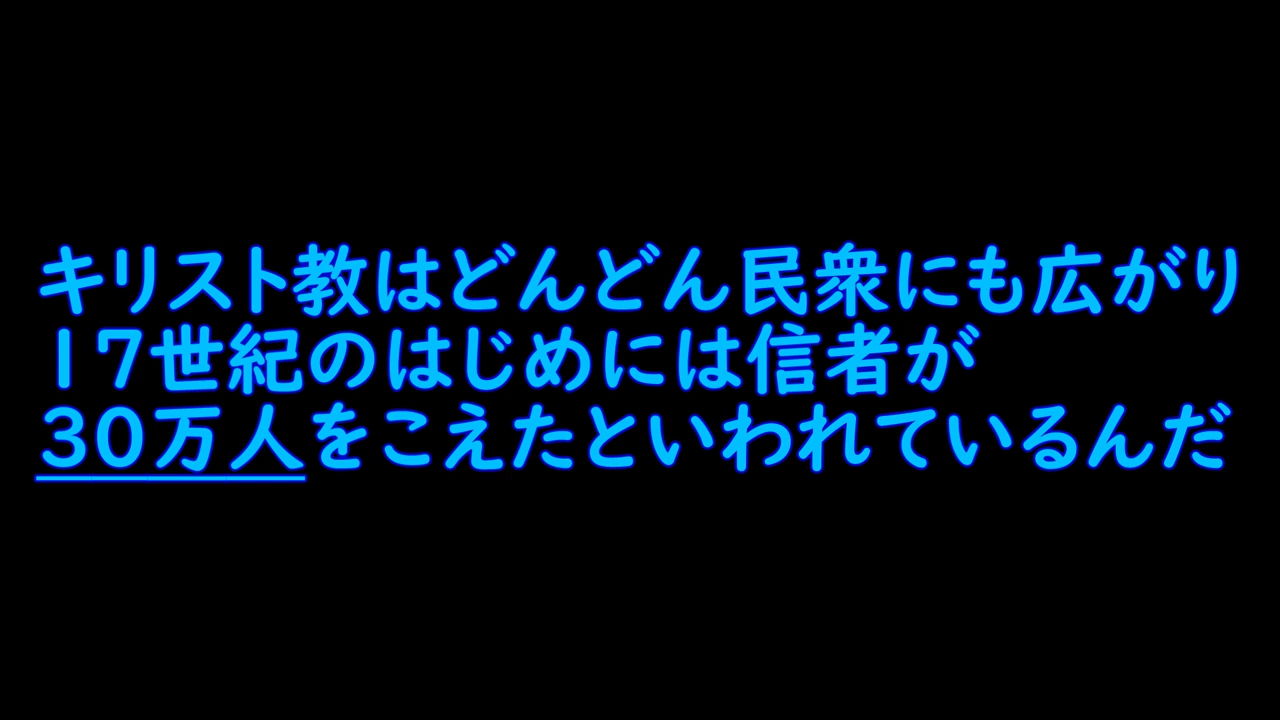 キリスト教はどんどん民衆にも広がり
17世紀のはじめには信者が
30万人をこえたといわれているんだ